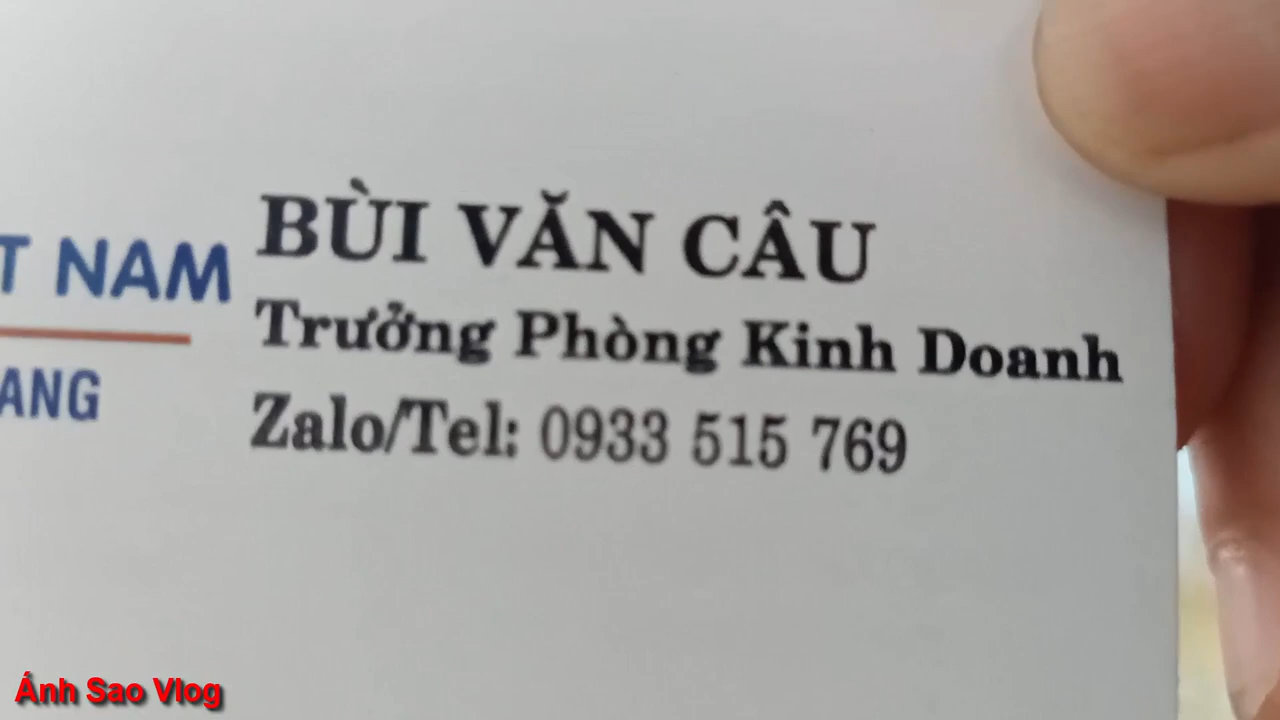 T NAM
ANG
BÙI VĂN CÂU
Trưởng Phòng Kinh Doanh
Zalo/Tel: 0933 515 769
Ánh Sao Vlog